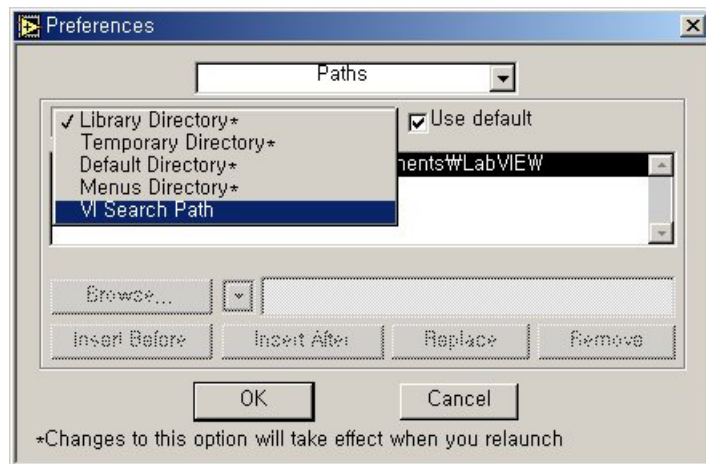 Preferences
Paths
✓ Library Directory*
Use default
Temporary Directory*
Default Directory*
ments₩LabVIEW
Menus Directory*
VI Search Path
Browse...
Insert Before Insert After Replace Remove
OK Cancel
*Changes to this option will take effect when you relaunch